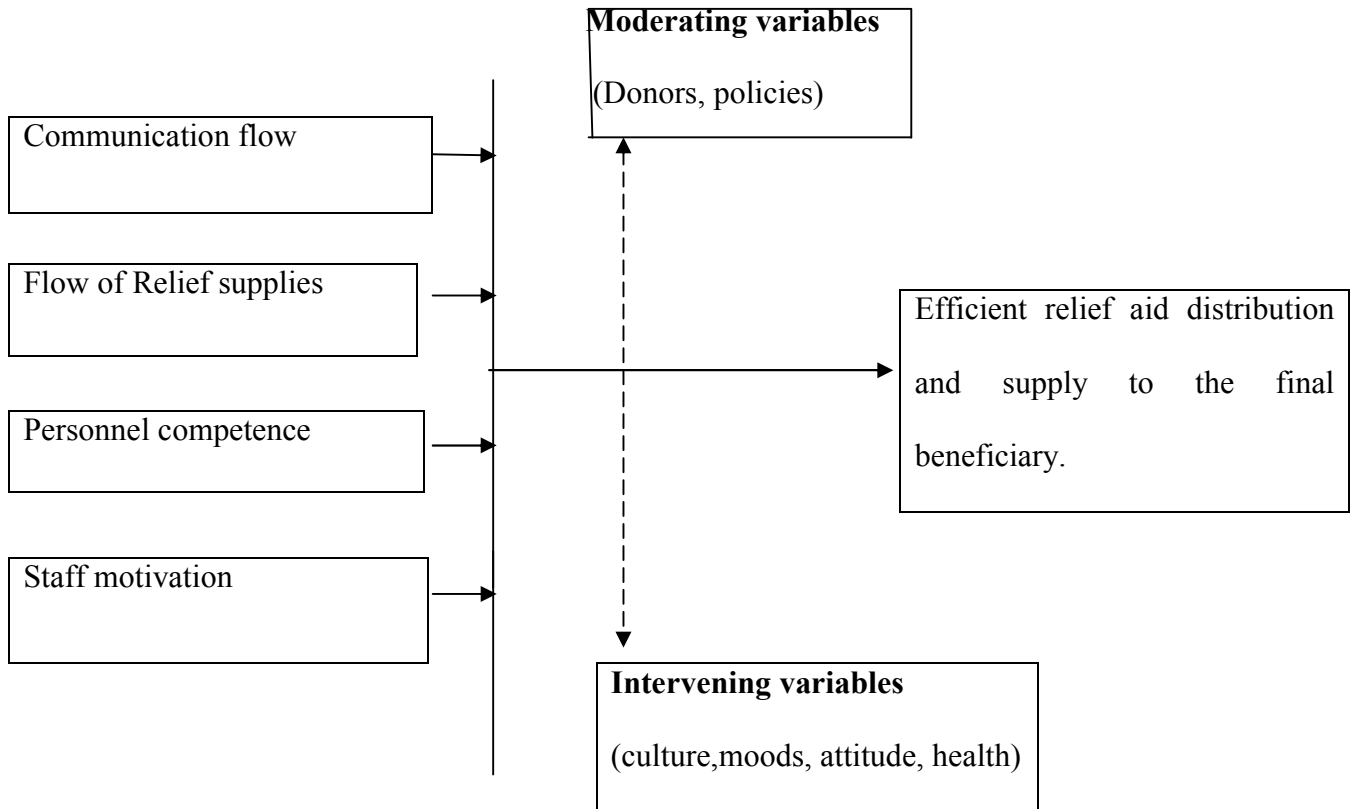 Moderating variables
(Donors, policies)
Communication flow
Flow of Relief supplies
Personnel competence
Staff motivation
Efficient relief aid distribution
and supply to the final
beneficiary.
Intervening variables
(culture,moods, attitude, health)